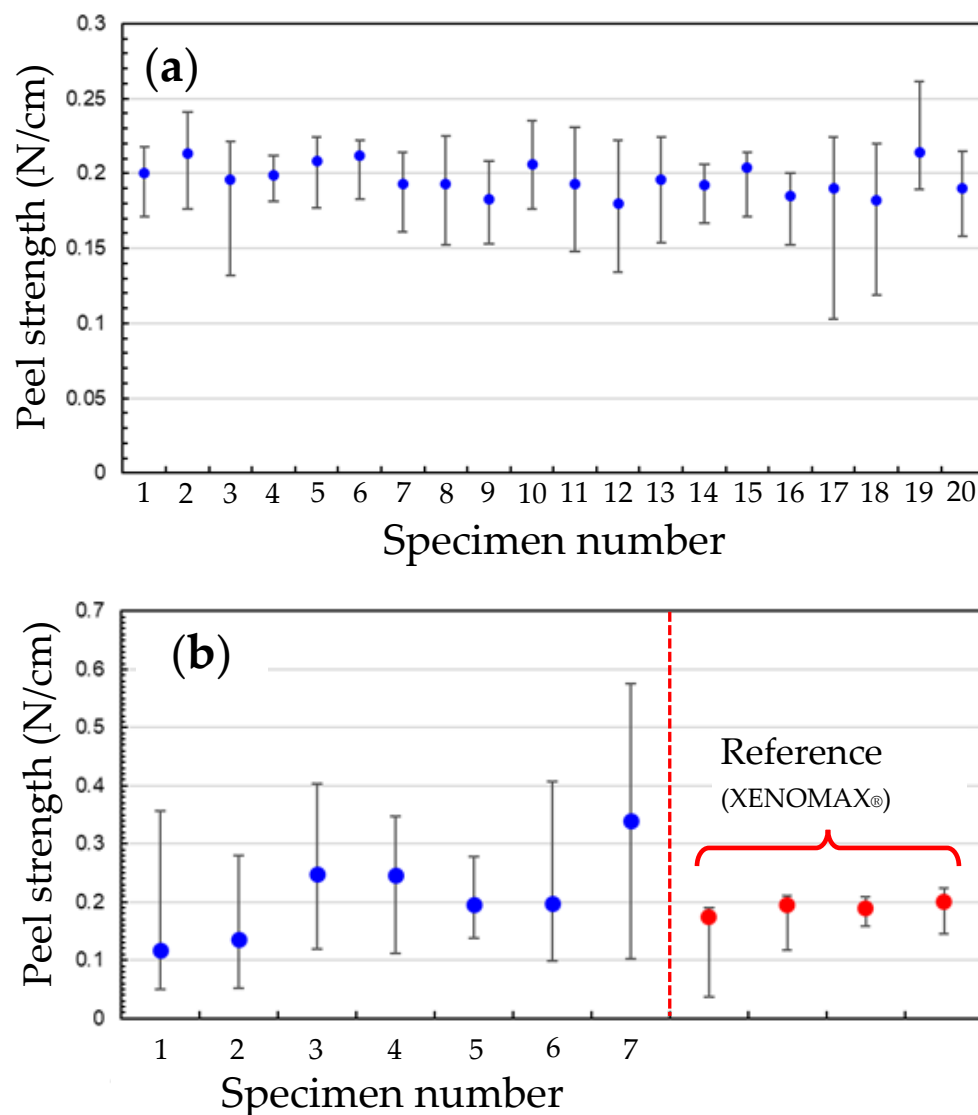 (a)
Peel strength (N/cm)
0.3
0.25
0.2
0.15
0.1
0.05
0
1 2 3 4 5 6 7 8 9 10 11 12 13 14 15 16 17 18 19 20
Specimen number
(b)
Peel strength (N/cm)
0.7
0.6
0.5
0.4
0.3
0.2
0.1
0
Reference
(XENOMAX®)
1 2 3 4 5 6 7
Specimen number